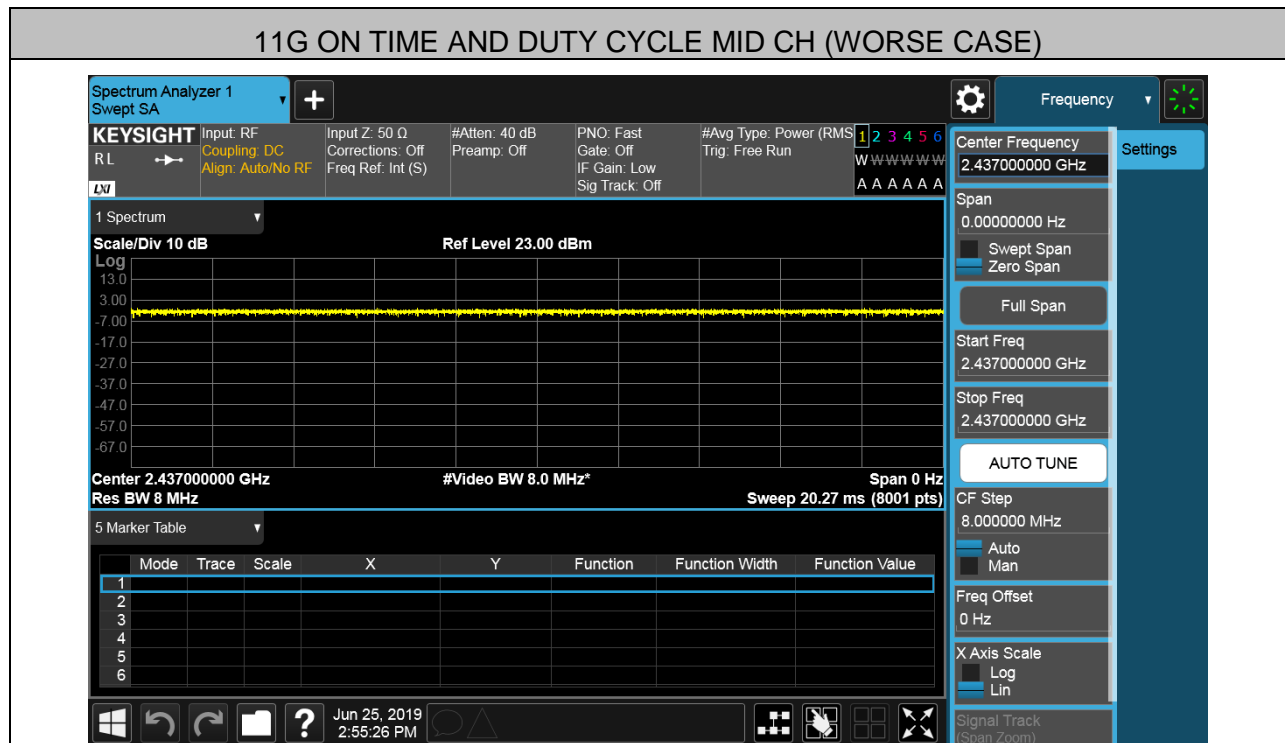 11G ON TIME AND DUTY CYCLE MID CH (WORSE CASE)
Spectrum Analyzer 1
Swept SA
+
Frequency
KEYSIGHT
RL
LXI
Input: RF
Coupling: DC
Align: Auto/No RF
Input Z: 50 Ω
Corrections: Off
Freq Ref: Int (S)
#Atten: 40 dB
Preamp: Off
PNO: Fast
Gate: Off
IF Gain: Low
Sig Track: Off
#Avg Type: Power (RMS
Trig: Free Run
1 2 3 4 5 6
W W W W W W
A A A A A A
1 Spectrum
Scale/Div 10 dB
Ref Level 23.00 dBm
Log
13.0
3.00
-7.00
-17.0
-27.0
-37.0
-47.0
-57.0
-67.0
Center 2.437000000 GHz
#Video BW 8.0 MHz*
Span 0 Hz
Res BW 8 MHz
Sweep 20.27 ms (8001 pts)
5 Marker Table
Mode Trace Scale X Y Function Function Width Function Value
1
2
3
4
5
6
Jun 25, 2019
2:55:26 PM
?
Center Frequency
2.437000000 GHz
Settings
Span
0.00000000 Hz
Swept Span
Zero Span
Full Span
Start Freq
2.437000000 GHz
Stop Freq
2.437000000 GHz
AUTO TUNE
CF Step
8.000000 MHz
Auto
Man
Freq Offset
0 Hz
X Axis Scale
Log
Lin
Signal Track
(Span Zoom)